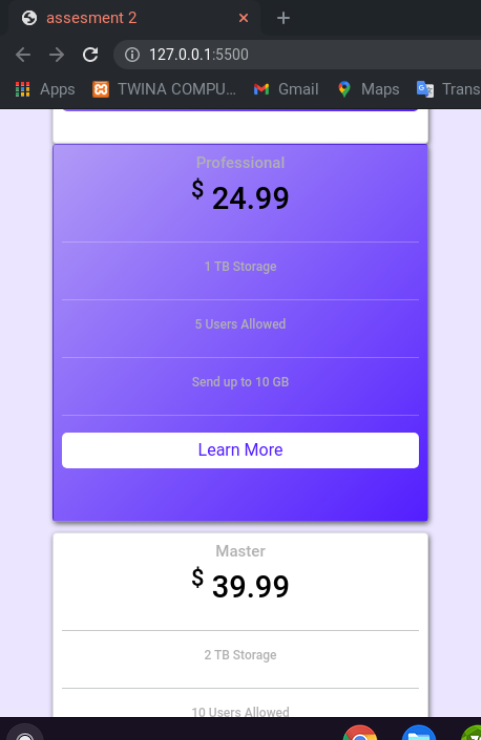 assesment 2
127.0.0.1:5500
Apps TWINA COMPU... Gmail Maps Trans
Professional
$ 24.99
1 TB Storage
5 Users Allowed
Send up to 10 GB
Learn More
Master
$ 39.99
2 TB Storage
10 Users Allowed